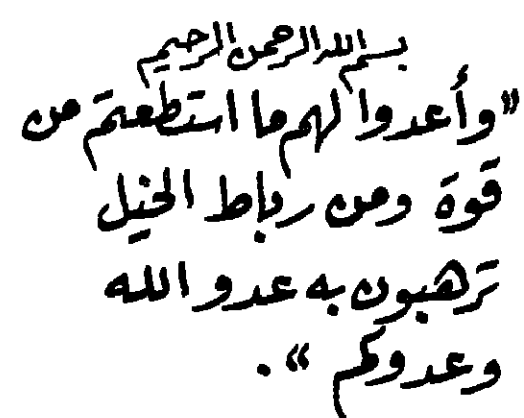 بسم الله الرحمن الرحيم
"وأعدوا لهم ما استطعتم من
قوة ومن رباط الخيل
ترهبون به عدو الله
وعدوكم».